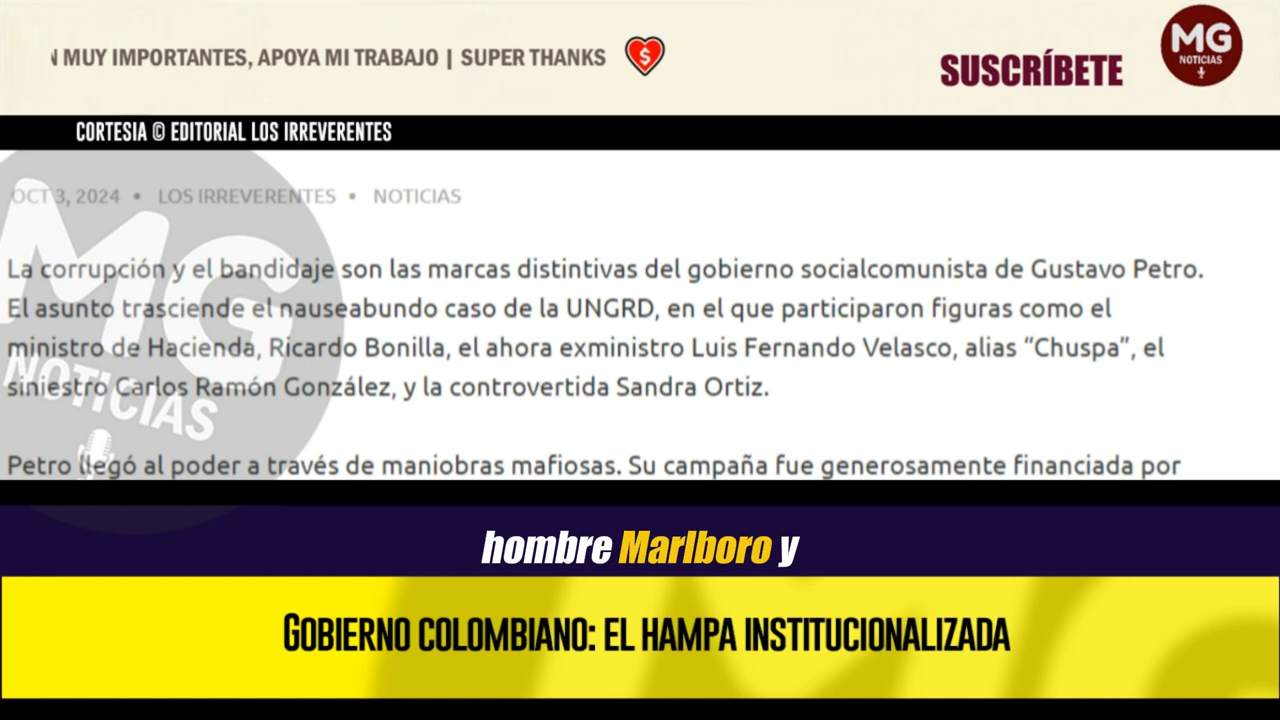 N MUY IMPORTANTES, APOYA MI TRABAJO | SUPER THANKS
$
SUSCRÍBETE
MG
NOTICIAS
CORTESIA © EDITORIAL LOS IRREVERENTES
OCT 3, 2024 • LOS IRREVERENTES • NOTICIAS
La corrupción y el bandidaje son las marcas distintivas del gobierno socialcomunista de Gustavo Petro.
El asunto trasciende el nauseabundo caso de la UNGRD, en el que participaron figuras como el
ministro de Hacienda, Ricardo Bonilla, el ahora exministro Luis Fernando Velasco, alias “Chuspa”, el
siniestro Carlos Ramón González, y la controvertida Sandra Ortiz.
Petro llegó al poder a través de maniobras mafiosas. Su campaña fue generosamente financiada por
MG
NOTICIAS
hombre Marlboro y
GOBIERNO COLOMBIANO: EL HAMPA INSTITUCIONALIZADA